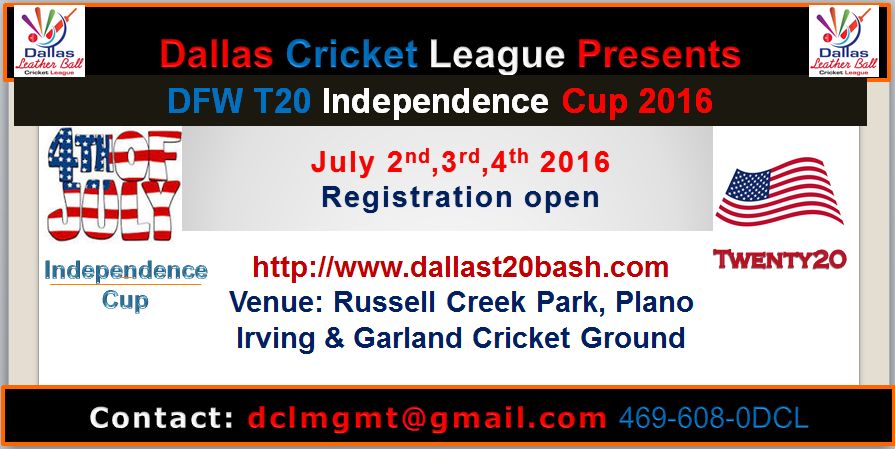 Dallas
Leather Ball
Cricket League
Dallas Cricket League Presents
Dallas
Leather Ball
Cricket League
DFW T20 Independence Cup 2016
4TH OF
JULY
July 2nd,3rd,4th 2016
Registration open
Independence
Cup
http://www.dallast20bash.com
Twenty20
Venue: Russell Creek Park, Plano
Irving & Garland Cricket Ground
Contact: dclmgmt@gmail.com 469-608-0DCL